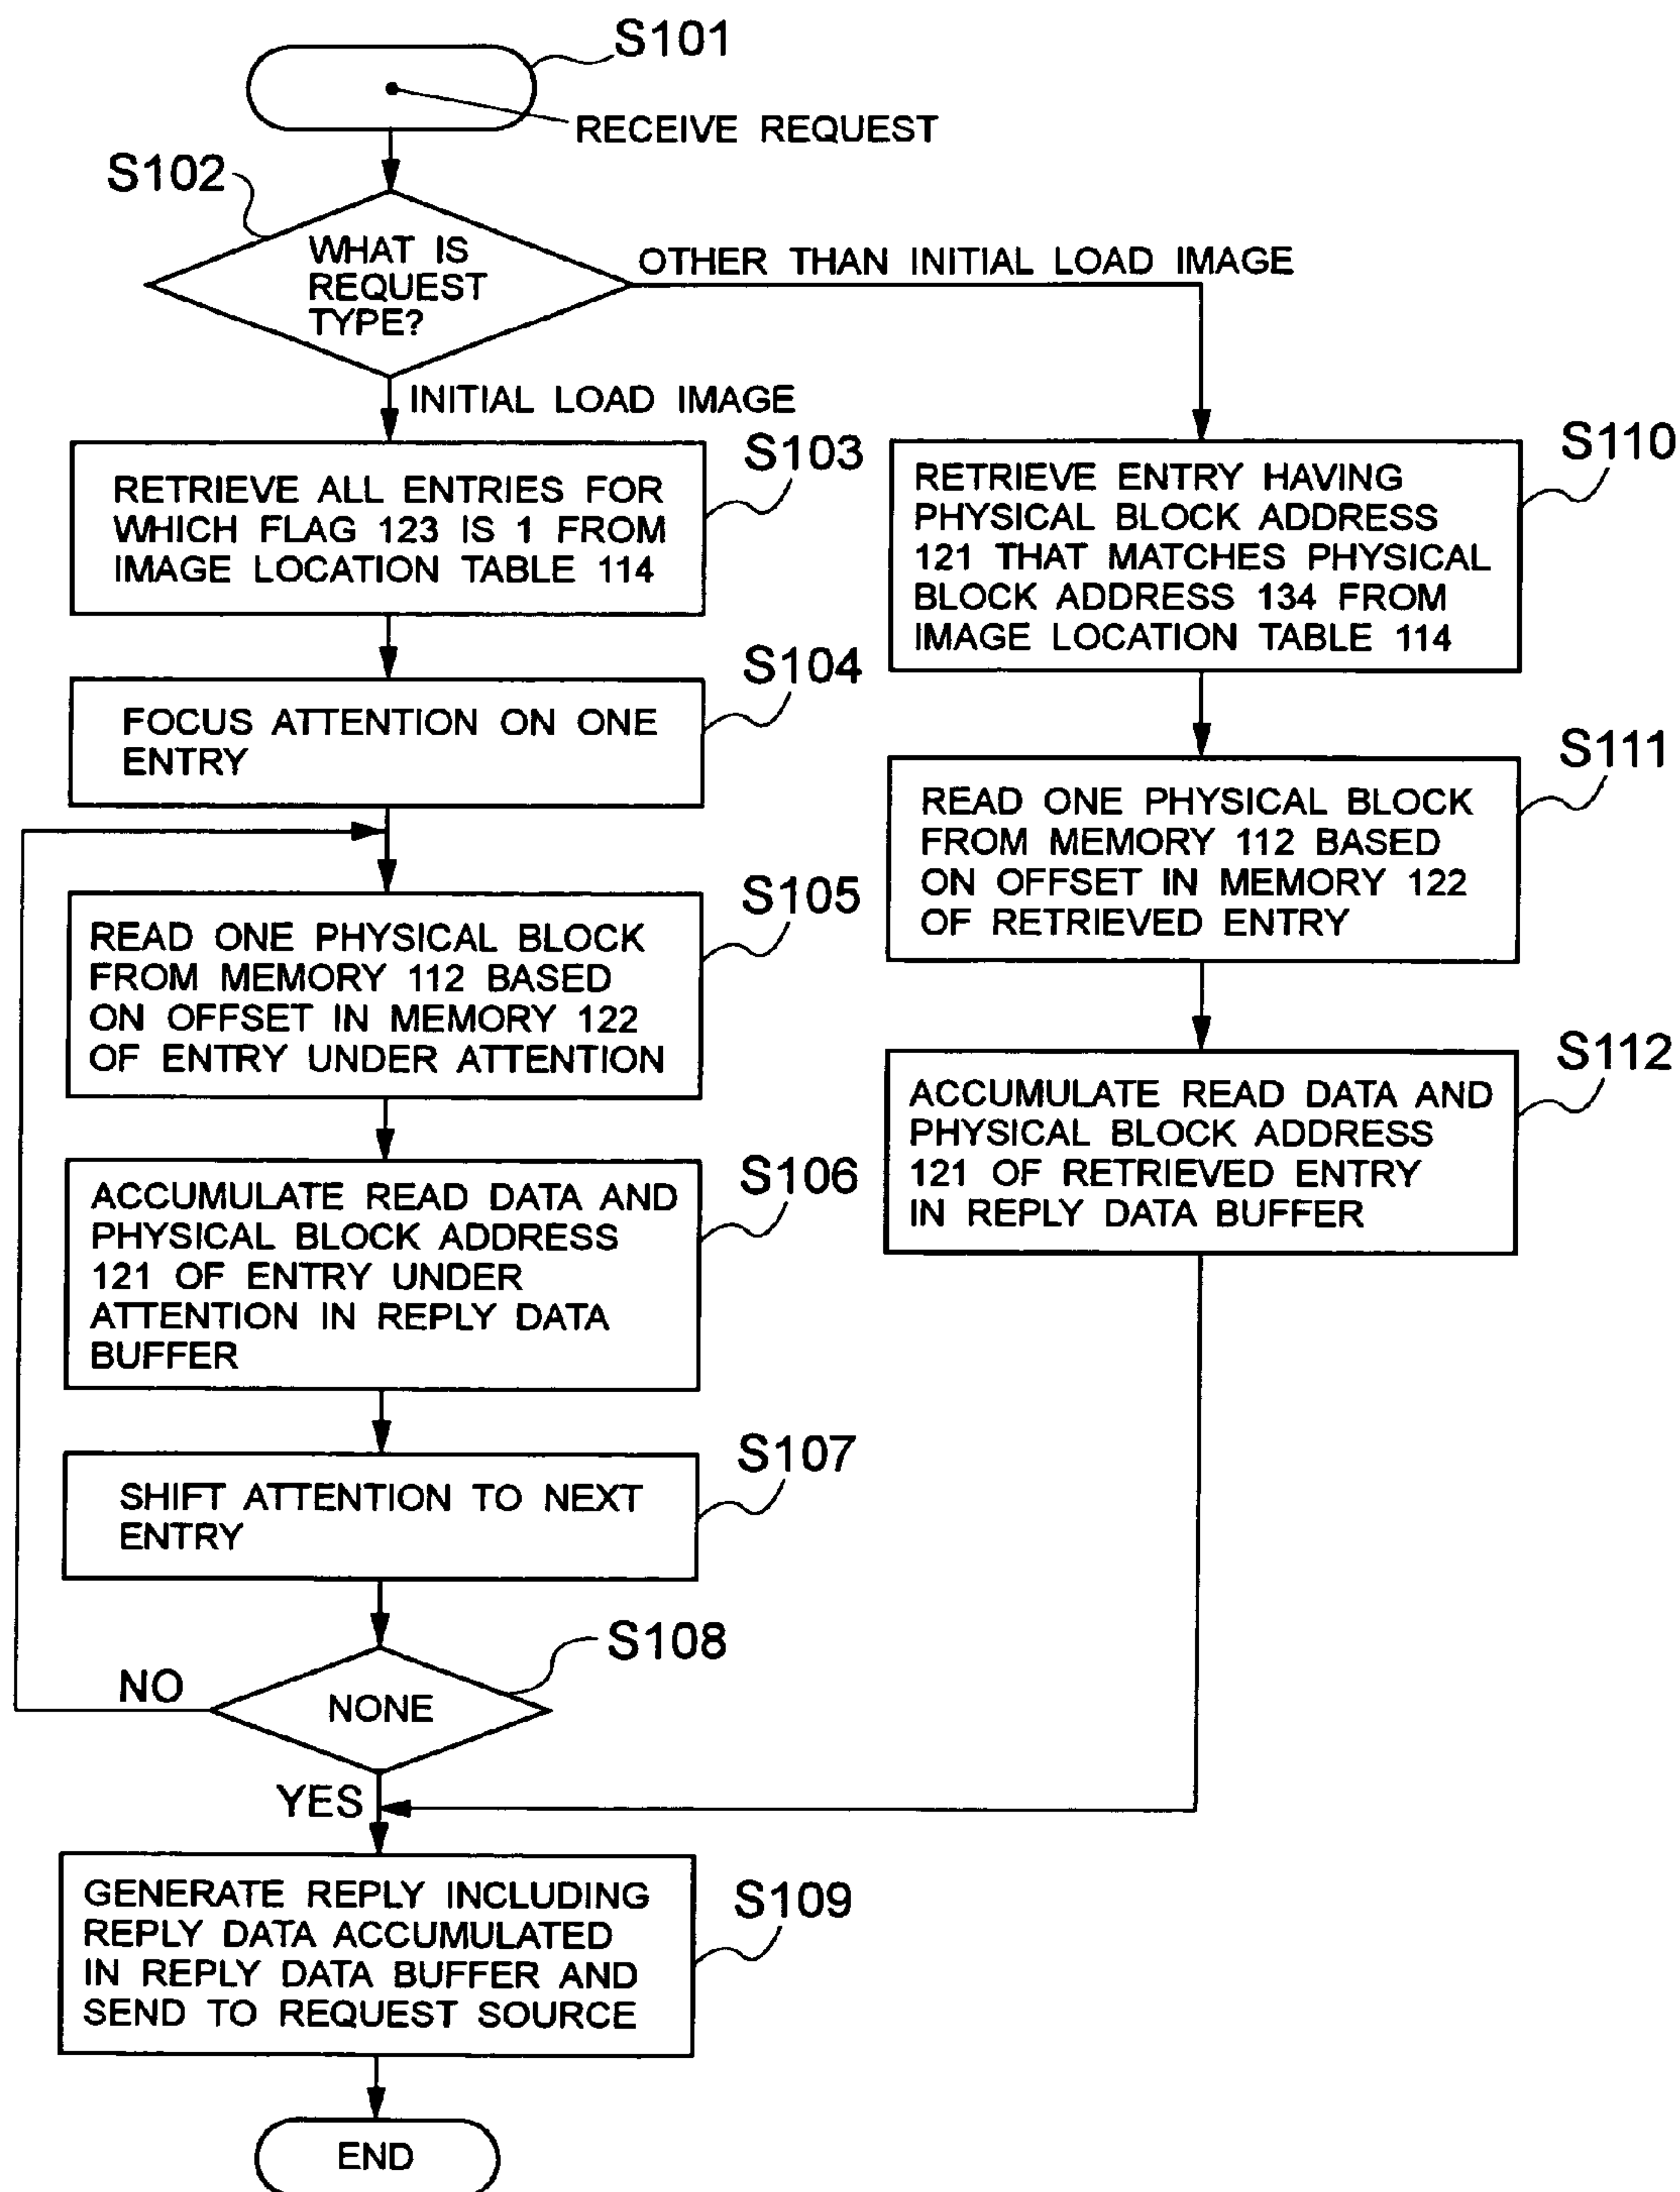 S101
RECEIVE REQUEST
S102
WHAT IS
REQUEST
TYPE?
OTHER THAN INITIAL LOAD IMAGE
INITIAL LOAD IMAGE
S103
RETRIEVE ALL ENTRIES FOR
WHICH FLAG 123 IS 1 FROM
IMAGE LOCATION TABLE 114
S104
FOCUS ATTENTION ON ONE
ENTRY
S105
READ ONE PHYSICAL BLOCK
FROM MEMORY 112 BASED
ON OFFSET IN MEMORY 122
OF ENTRY UNDER ATTENTION
S106
ACCUMULATE READ DATA AND
PHYSICAL BLOCK ADDRESS
121 OF ENTRY UNDER
ATTENTION IN REPLY DATA
BUFFER
S107
SHIFT ATTENTION TO NEXT
ENTRY
S108
NONE
NO
YES
S110
RETRIEVE ENTRY HAVING
PHYSICAL BLOCK ADDRESS
121 THAT MATCHES PHYSICAL
BLOCK ADDRESS 134 FROM
IMAGE LOCATION TABLE 114
S111
READ ONE PHYSICAL BLOCK
FROM MEMORY 112 BASED
ON OFFSET IN MEMORY 122
OF RETRIEVED ENTRY
S112
ACCUMULATE READ DATA AND
PHYSICAL BLOCK ADDRESS
121 OF RETRIEVED ENTRY
IN REPLY DATA BUFFER
S109
GENERATE REPLY INCLUDING
REPLY DATA ACCUMULATED
IN REPLY DATA BUFFER AND
SEND TO REQUEST SOURCE
END